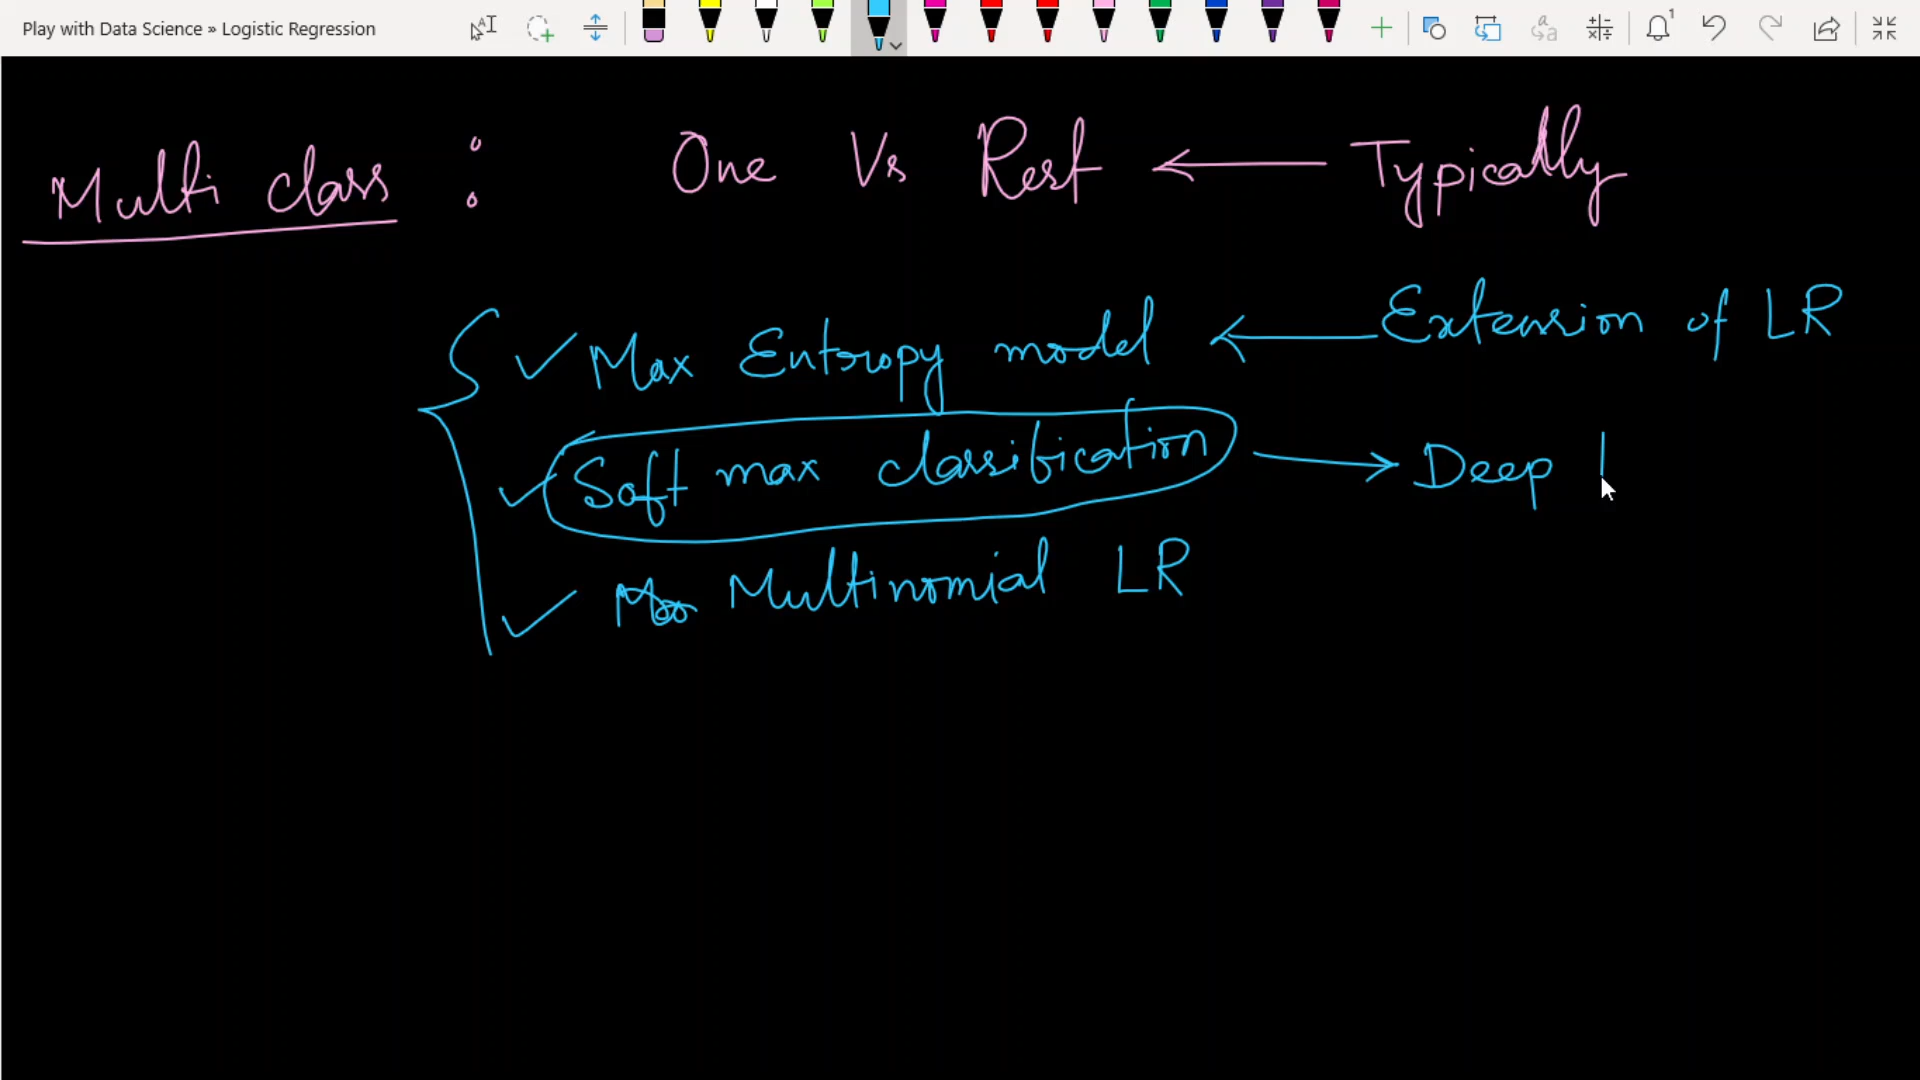 Play with Data Science » Logistic Regression
Multi class : One Vs Rest ← Typically
✓ Max Entropy model ← Extension of LR
✓ Soft max classification → Deep
✓ Multinomial LR